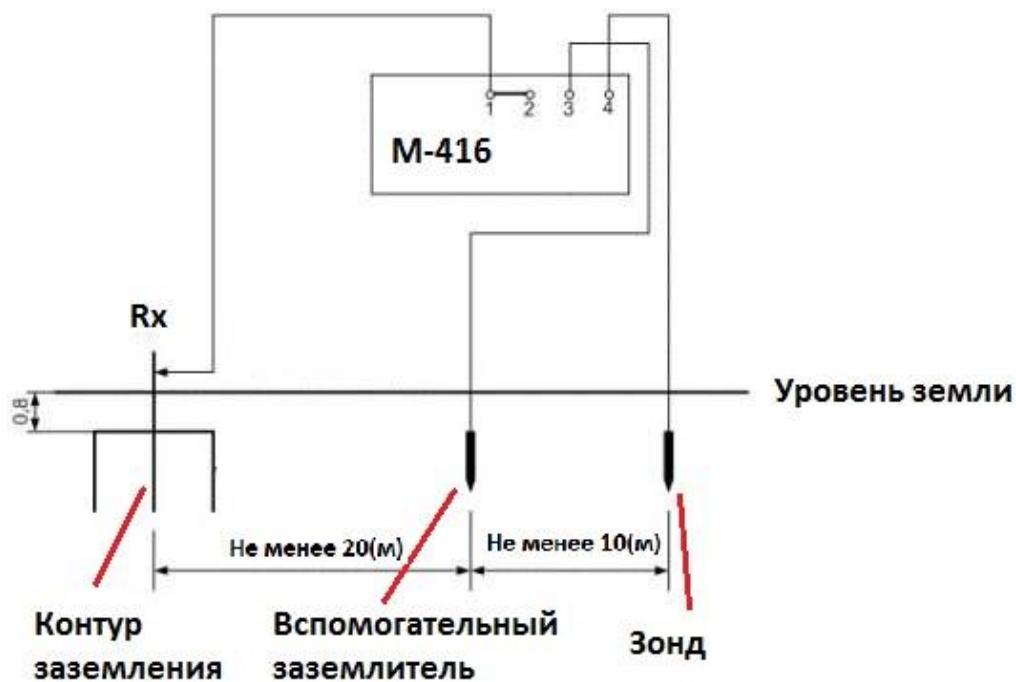 1 2 3 4
М-416
Rx
0,8
Уровень земли
Не менее 20(м)
Не менее 10(м)
Контур
заземления
Вспомогательный
заземлитель
Зонд